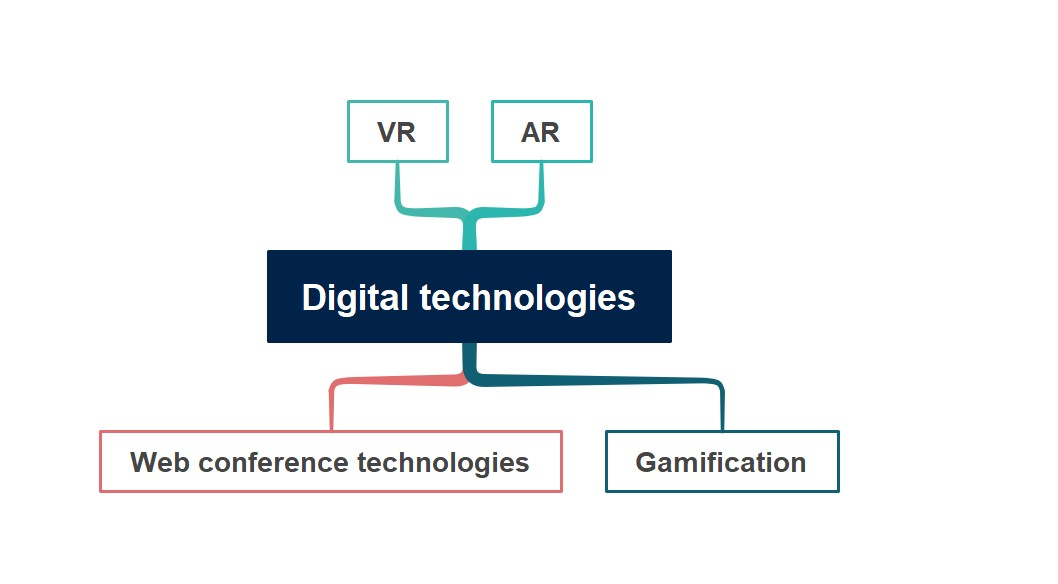 VR
AR
Digital technologies
Web conference technologies
Gamification